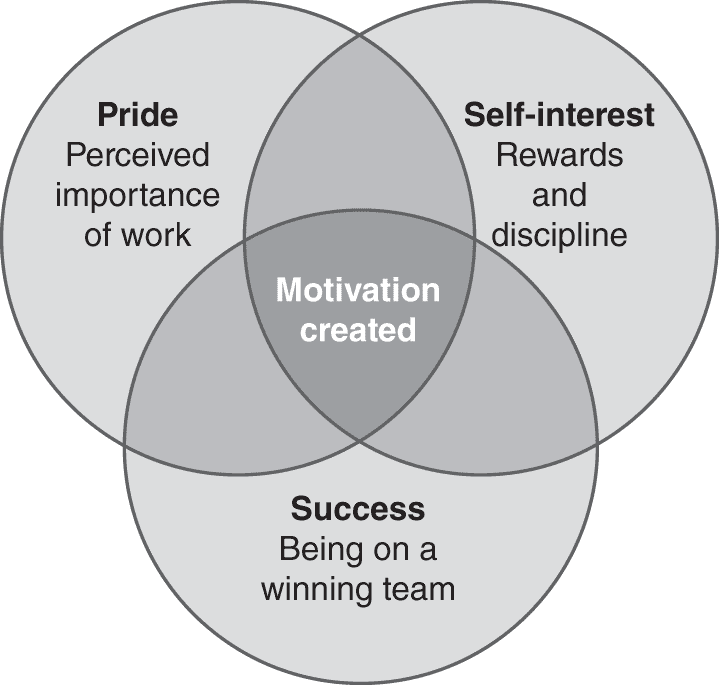 Pride
Perceived
importance
of work
Self-interest
Rewards
and
discipline
Motivation
created
Success
Being on a
winning team